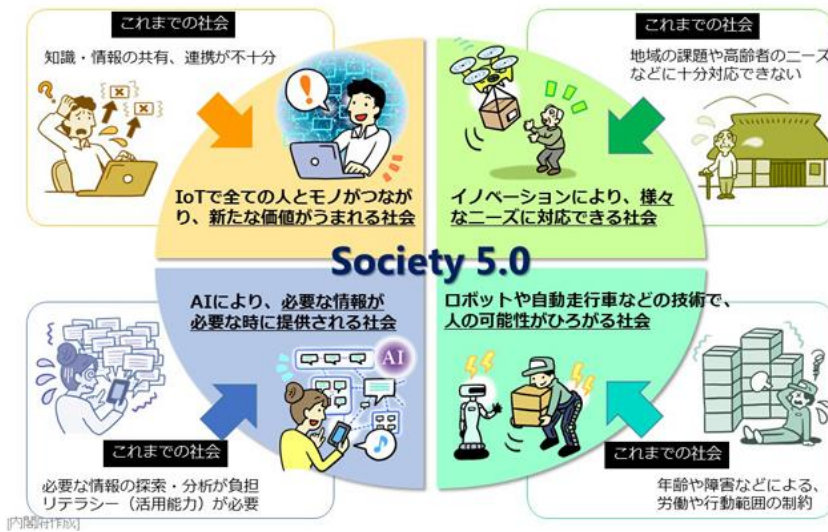 これまでの社会
知識・情報の共有、連携が不十分
IoTで全ての人とモノがつなが
り、新たな価値がうまれる社会
これまでの社会
地域の課題や高齢者のニーズ
などに十分対応できない
イノベーションにより、様々
なニーズに対応できる社会
Society 5.0
AIにより、必要な情報が
必要な時に提供される社会
AI
これまでの社会
必要な情報の探索・分析が負担
リテラシー（活用能力）が必要
ロボットや自動走行車などの技術で、
人の可能性がひろがる社会
これまでの社会
年齢や障害などによる、
労働や行動範囲の制約
[内閣府作成]